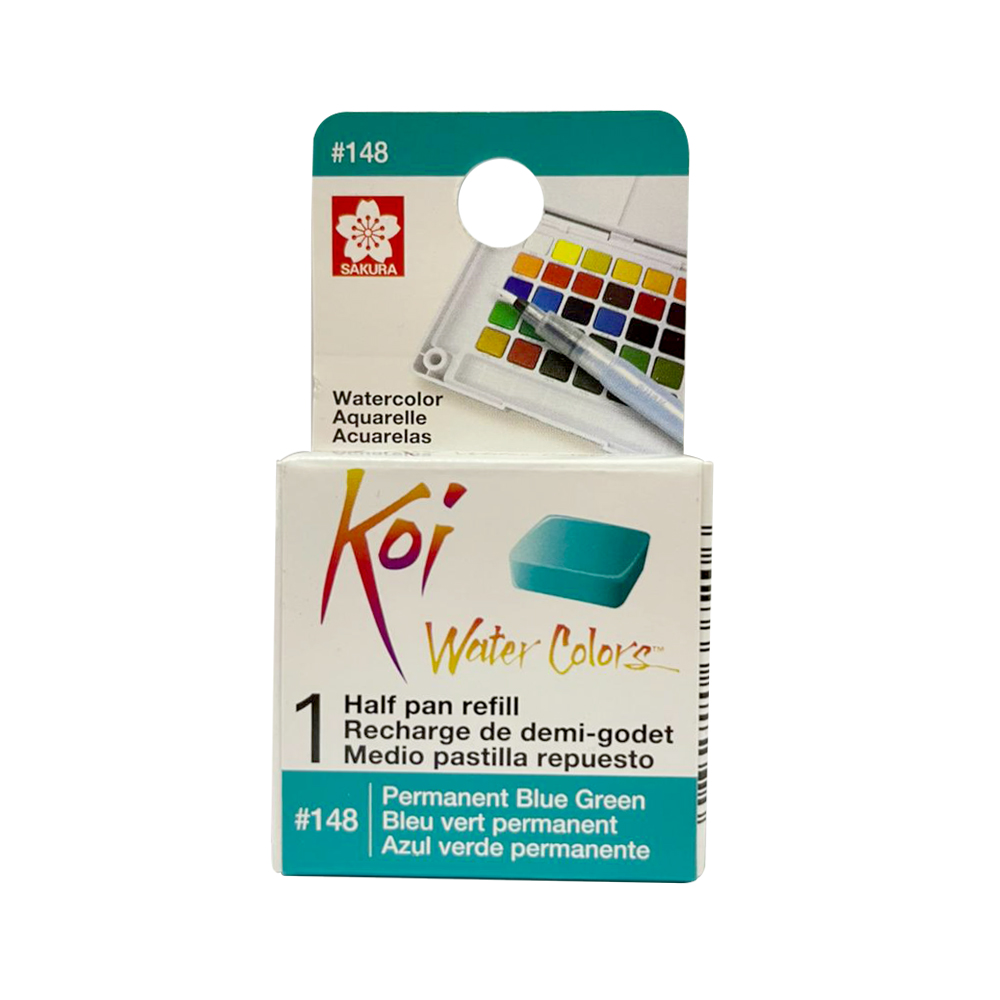 #148
SAKURA
Watercolor
Aquarelle
Acuarelas
Koi
Water Colors™
1
Half pan refill
Recharge de demi-godet
Medio pastilla repuesto
#148
Permanent Blue Green
Bleu vert permanent
Azul verde permanente